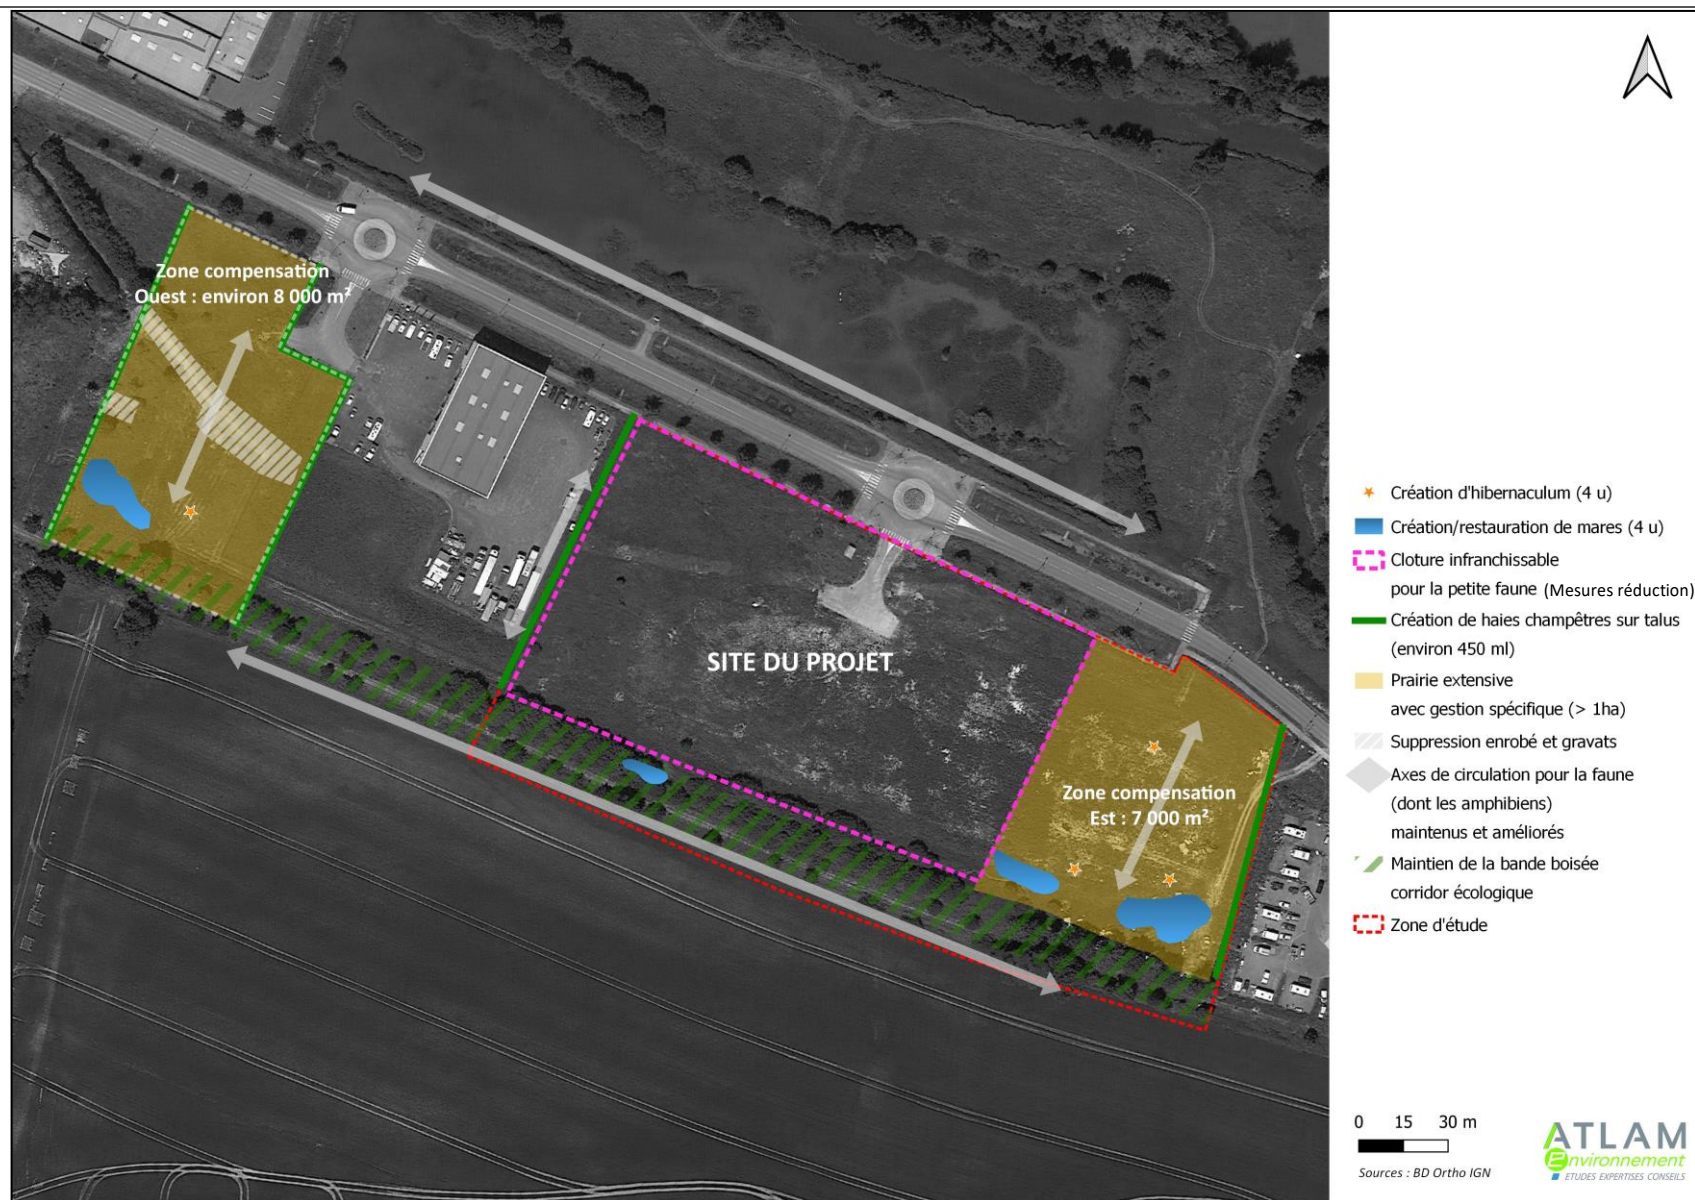 Zone compensation
Ouest : environ 8 000 m²
SITE DU PROJET
Zone compensation
Est : 7 000 m²
Création d'hibernaculum (4 u)
Création/restauration de mares (4 u)
Cloture infranchissable
pour la petite faune (Mesures réduction)
Création de haies champêtres sur talus
(environ 450 ml)
Prairie extensive
avec gestion spécifique (> 1ha)
Suppression enrobé et gravats
Axes de circulation pour la faune
(dont les amphibiens)
maintenus et améliorés
Maintien de la bande boisée
corridor écologique
Zone d'étude
0 15 30 m
Sources : BD Ortho IGN
ATLAM
Environnement
ETUDES EXPERTISES CONSEILS